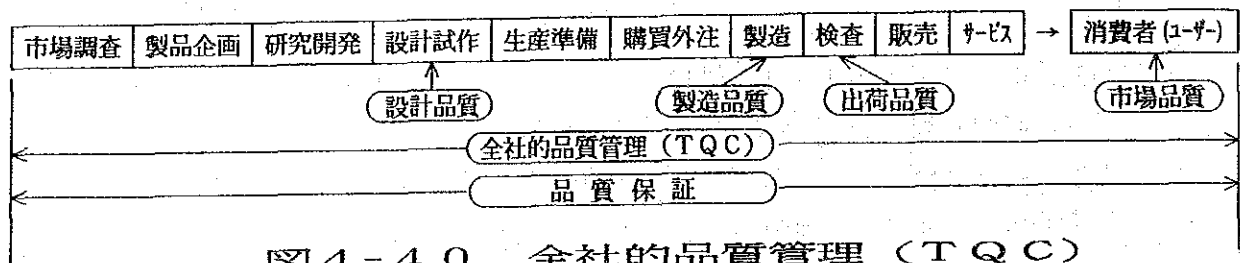 市場調査 製品企画 研究開発 設計試作 生産準備 購買外注 製造 検査 販売 サービス → 消費者(ユーザー)
設計品質 製造品質 出荷品質 市場品質
全社的品質管理(TQC)
品質保証
図4-49 全社的品質管理(TQC)